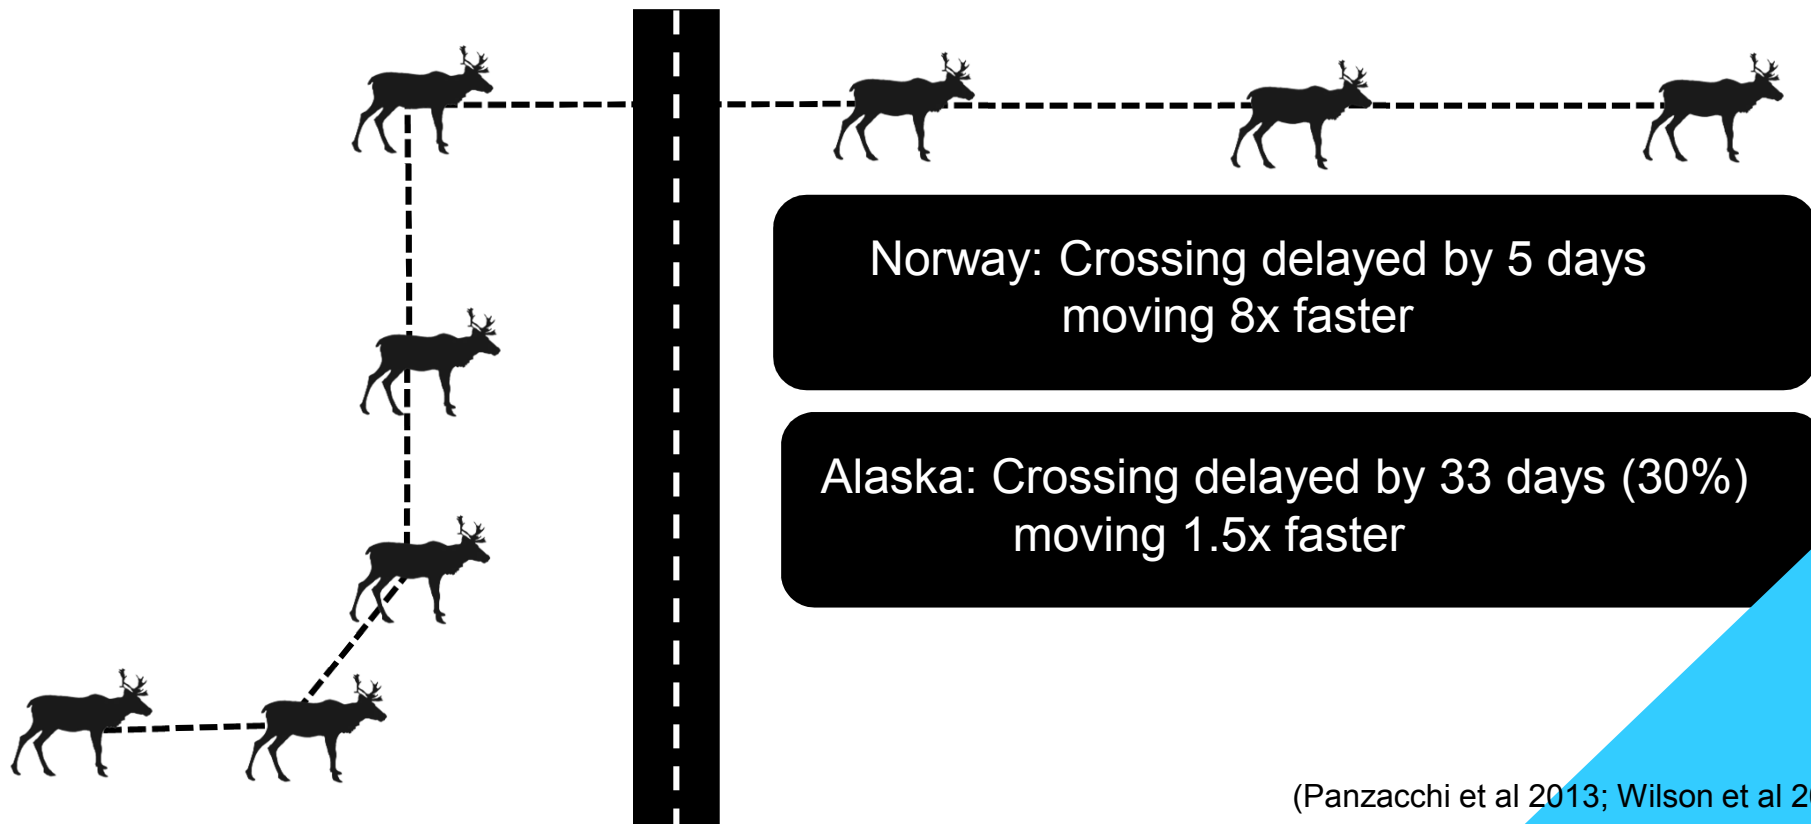 Norway: Crossing delayed by 5 days
moving 8x faster
Alaska: Crossing delayed by 33 days (30%)
moving 1.5x faster
(Panzacchi et al 2013; Wilson et al